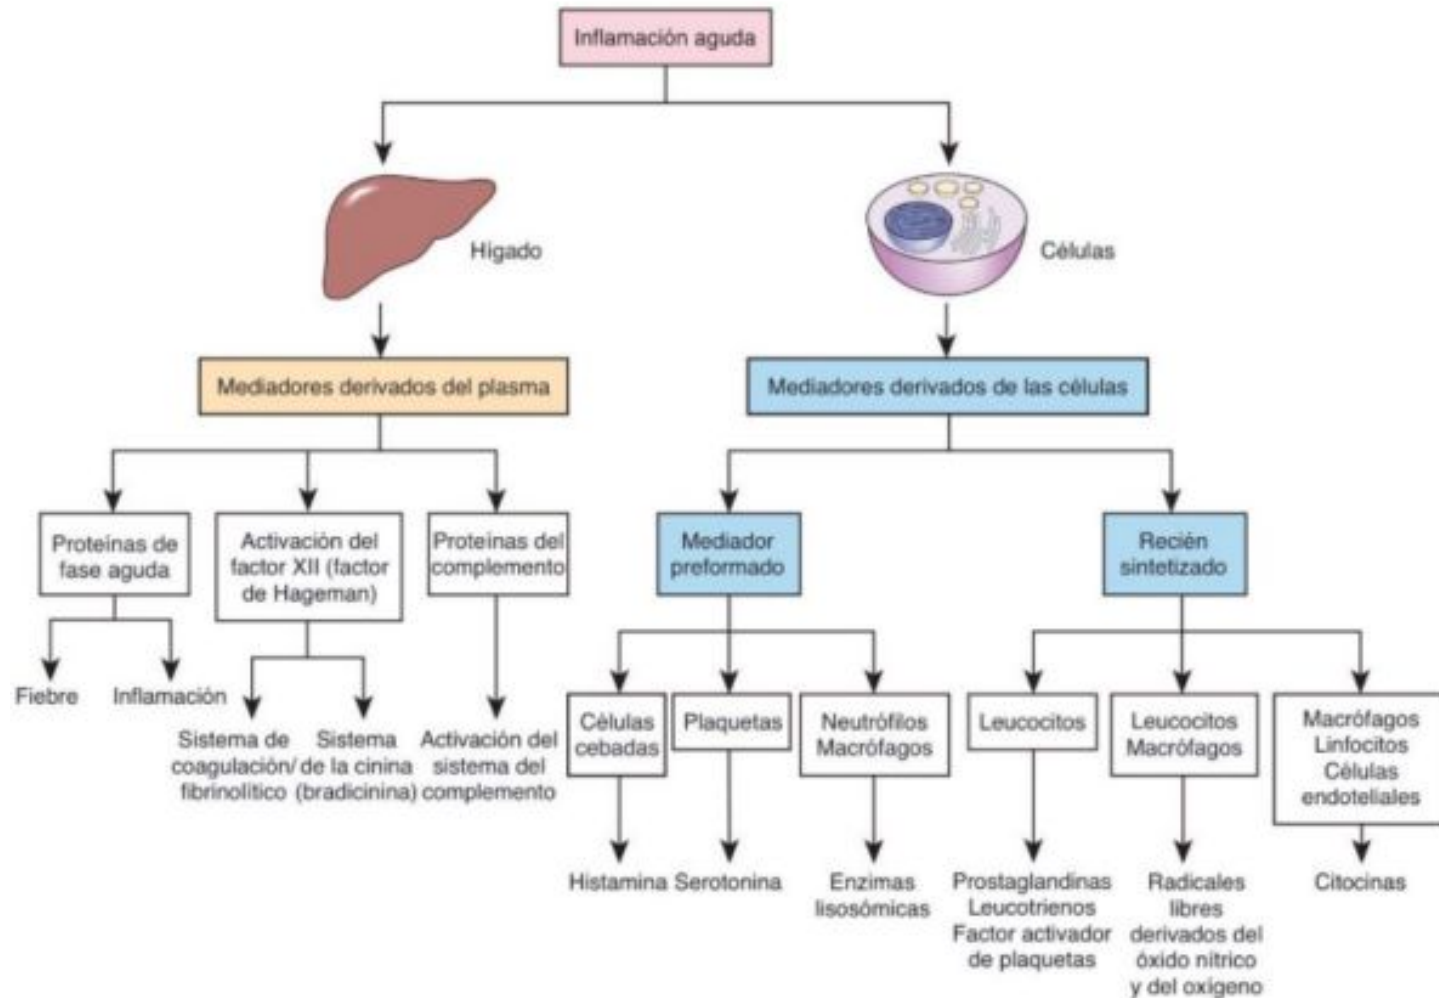 Inflamación aguda
Hígado
Células
Mediadores derivados del plasma
Mediadores derivados de las células
Proteínas de
fase aguda
Activación del
factor XII (factor
de Hageman)
Proteínas del
complemento
Mediador
preformado
Recién
sintetizado
Fiebre
Inflamación
Sistema de
coagulación/
fibrinolítico
Sistema
de la cinina
(bradicinina)
Activación del
sistema del
complemento
Células
cebadas
Plaquetas
Neutrófilos
Macrófagos
Leucocitos
Leucocitos
Macrófagos
Macrófagos
Linfocitos
Células
endoteliales
Histamina
Serotonina
Enzimas
lisosómicas
Prostaglandinas
Leucotrienos
Factor activador
de plaquetas
Radicales
libres
derivados del
óxido nítrico
y del oxígeno
Citocinas